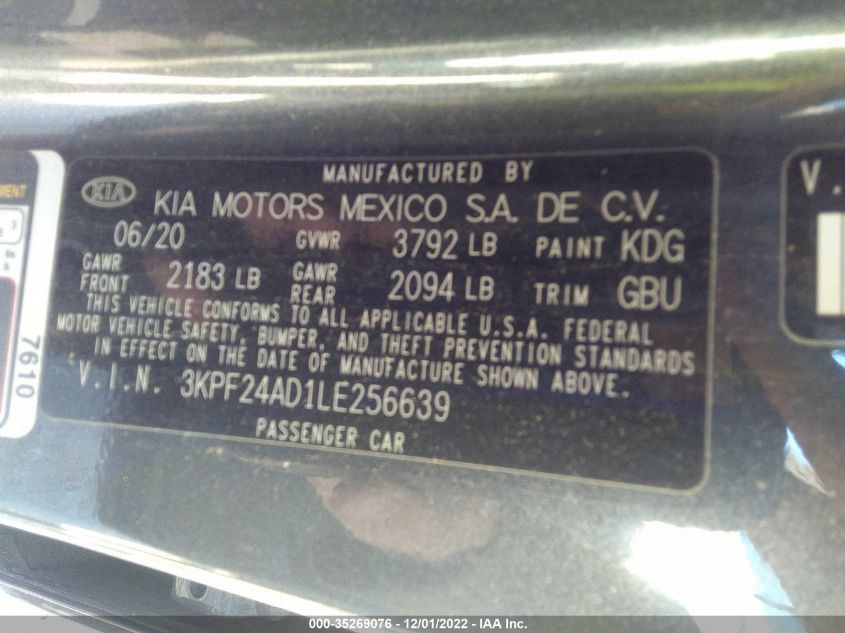 MENT
7610
MANUFACTURED BY
KIA
KIA MOTORS MEXICO S.A. DE C.V.
06/20 GVWR 3792 LB PAINT KDG
GAWR FRONT 2183 LB GAWR REAR 2094 LB TRIM GBU
THIS VEHICLE CONFORMS TO ALL APPLICABLE U.S.A. FEDERAL
MOTOR VEHICLE SAFETY, BUMPER, AND THEFT PREVENTION STANDARDS
IN EFFECT ON THE DATE OF MANUFACTURE SHOWN ABOVE.
V.I.N. 3KPF24AD1LE256639
PASSENGER CAR
V.
000-35269076 - 12/01/2022 - IAA Inc.